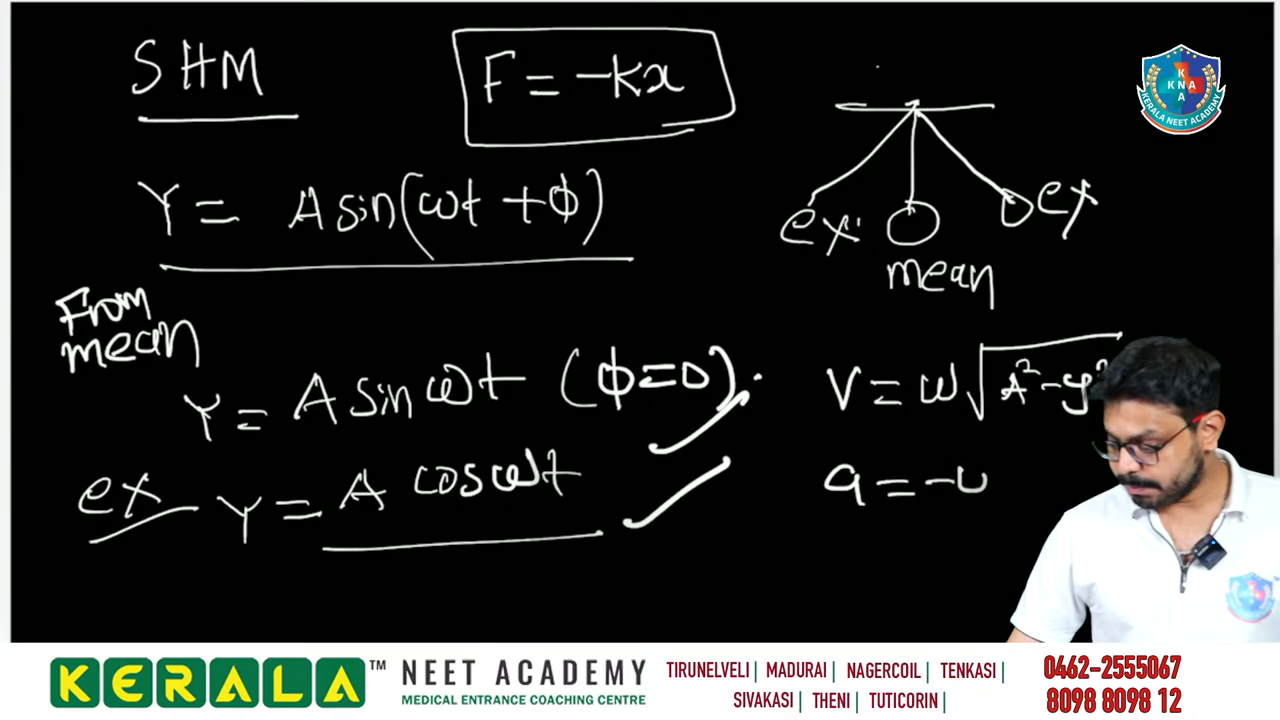 SHM
F = -kx
Y = A sin(ωt + ϕ)
ex
ex
mean
From
mean
Y = A sin ωt (ϕ = 0).
ex Y = A cos ωt
V = ω√A² - y²
a = -ω
K
KNA
A
KERALA NEET ACADEMY
KERALA™
NEET ACADEMY
MEDICAL ENTRANCE COACHING CENTRE
TIRUNELVELI | MADURAI | NAGERCOIL | TENKASI |
SIVAKASI | THENI | TUTICORIN |
0462-2555067
8098 8098 12